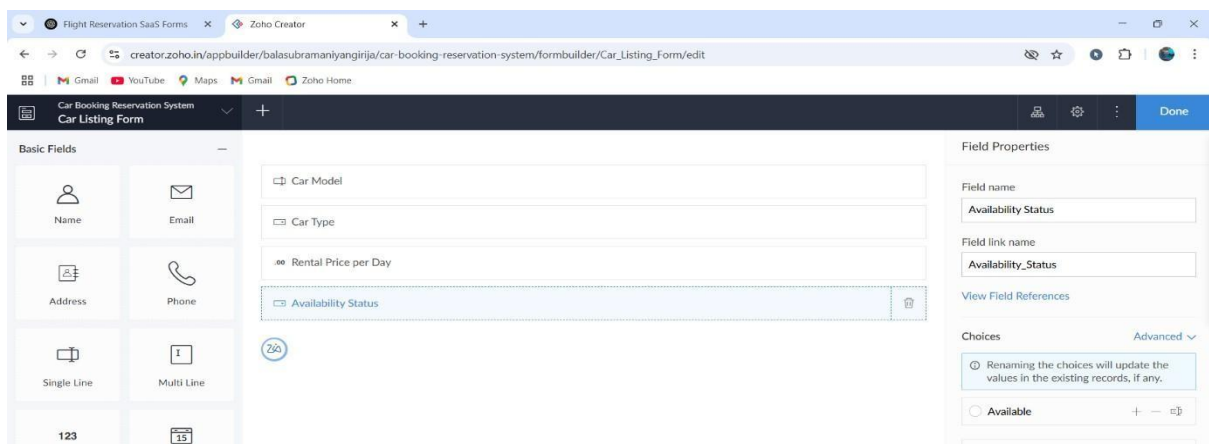 Flight Reservation SaaS Forms
Zoho Creator
creator.zoho.in/appbuilder/balasubramaniyangirija/car-booking-reservation-system/formbuilder/Car_Listing_Form/edit
Gmail YouTube Maps Gmail Zoho Home
Car Booking Reservation System
Car Listing Form
Done
Basic Fields
Name Email
Address Phone
Single Line Multi Line
123 15
Car Model
Car Type
.00 Rental Price per Day
Availability Status
Zia
Field Properties
Field name
Availability Status
Field link name
Availability_Status
View Field References
Choices Advanced
Renaming the choices will update the
values in the existing records, if any.
Available